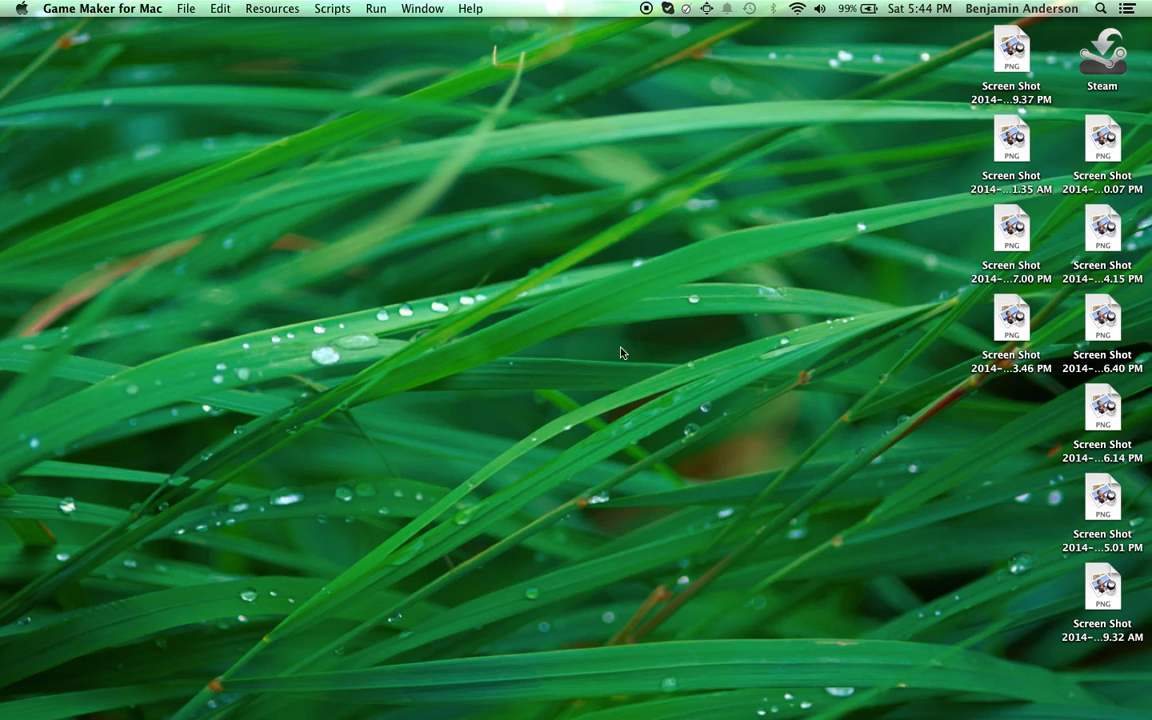 Game Maker for Mac File Edit Resources Scripts Run Window Help 99% Sat 5:44 PM Benjamin Anderson
Screen Shot
2014-...9.37 PM
Steam
PNG
Screen Shot
2014-...1.35 AM
PNG
Screen Shot
2014-...0.07 PM
PNG
Screen Shot
2014-...7.00 PM
PNG
Screen Shot
2014-...4.15 PM
PNG
Screen Shot
2014-...3.46 PM
PNG
Screen Shot
2014-...6.40 PM
PNG
Screen Shot
2014-...6.14 PM
PNG
Screen Shot
2014-...5.01 PM
PNG
Screen Shot
2014-...9.32 AM
PNG